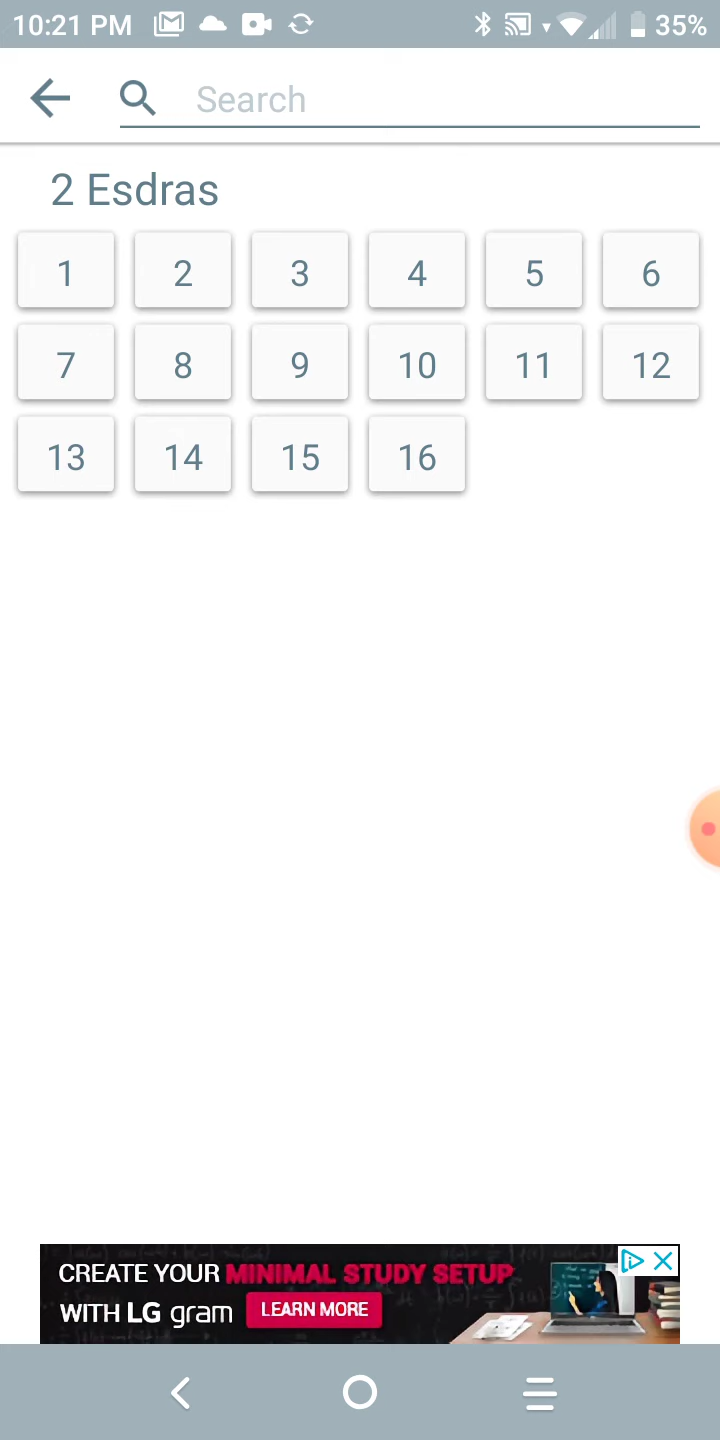 10:21 PM 35%
Search
2 Esdras
1 2 3 4 5 6
7 8 9 10 11 12
13 14 15 16
CREATE YOUR MINIMAL STUDY SETUP
WITH LG gram LEARN MORE